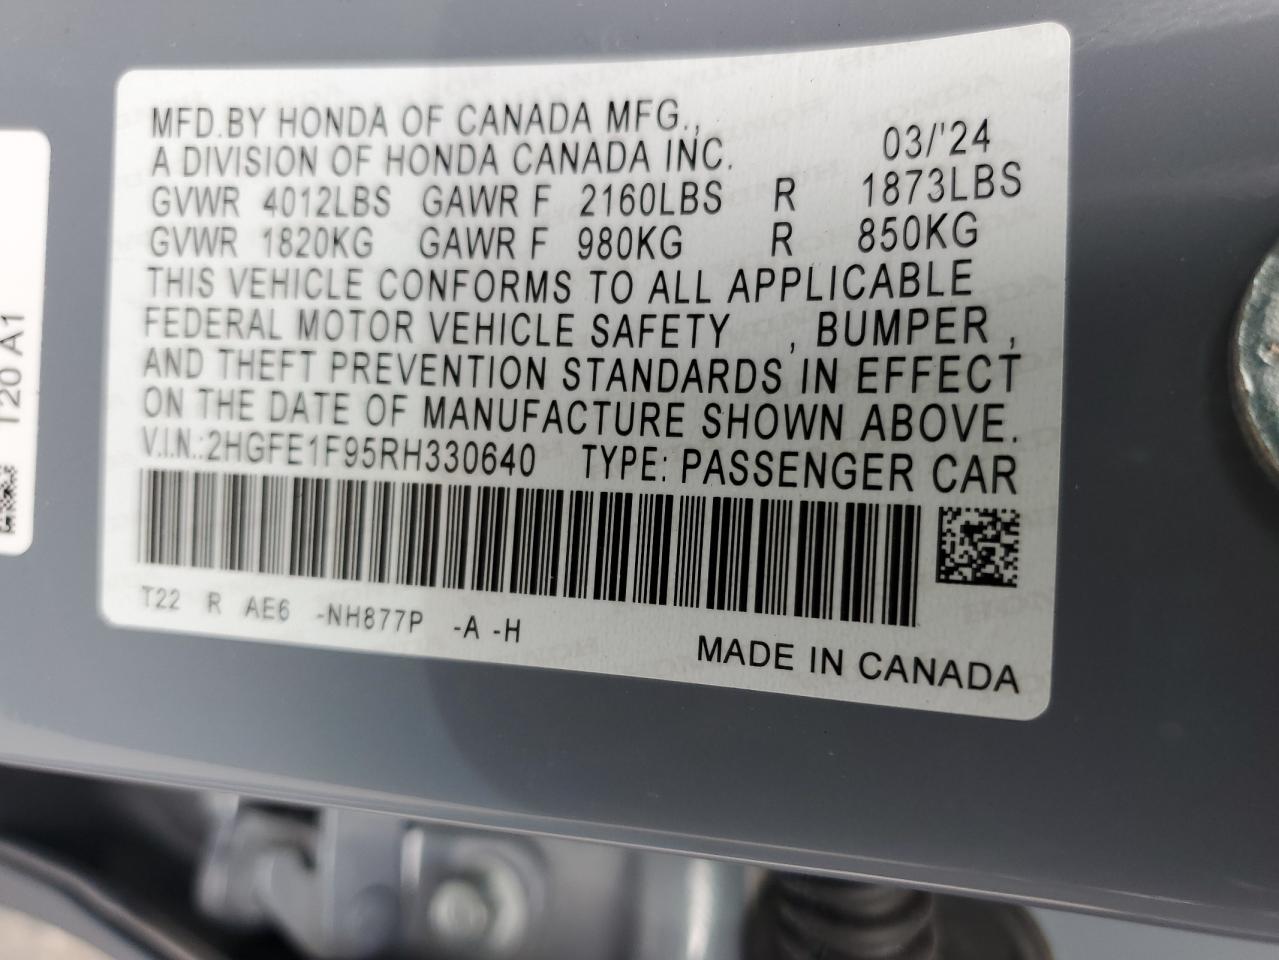 MFD.BY HONDA OF CANADA MFG.,
A DIVISION OF HONDA CANADA INC. 03/'24
GVWR 4012LBS GAWR F 2160LBS R 1873LBS
GVWR 1820KG GAWR F 980KG R 850KG
THIS VEHICLE CONFORMS TO ALL APPLICABLE
FEDERAL MOTOR VEHICLE SAFETY , BUMPER ,
AND THEFT PREVENTION STANDARDS IN EFFECT
ON THE DATE OF MANUFACTURE SHOWN ABOVE.
V.I.N.:2HGFE1F95RH330640 TYPE: PASSENGER CAR
T22 R AE6 -NH877P -A -H
MADE IN CANADA
T20 A1